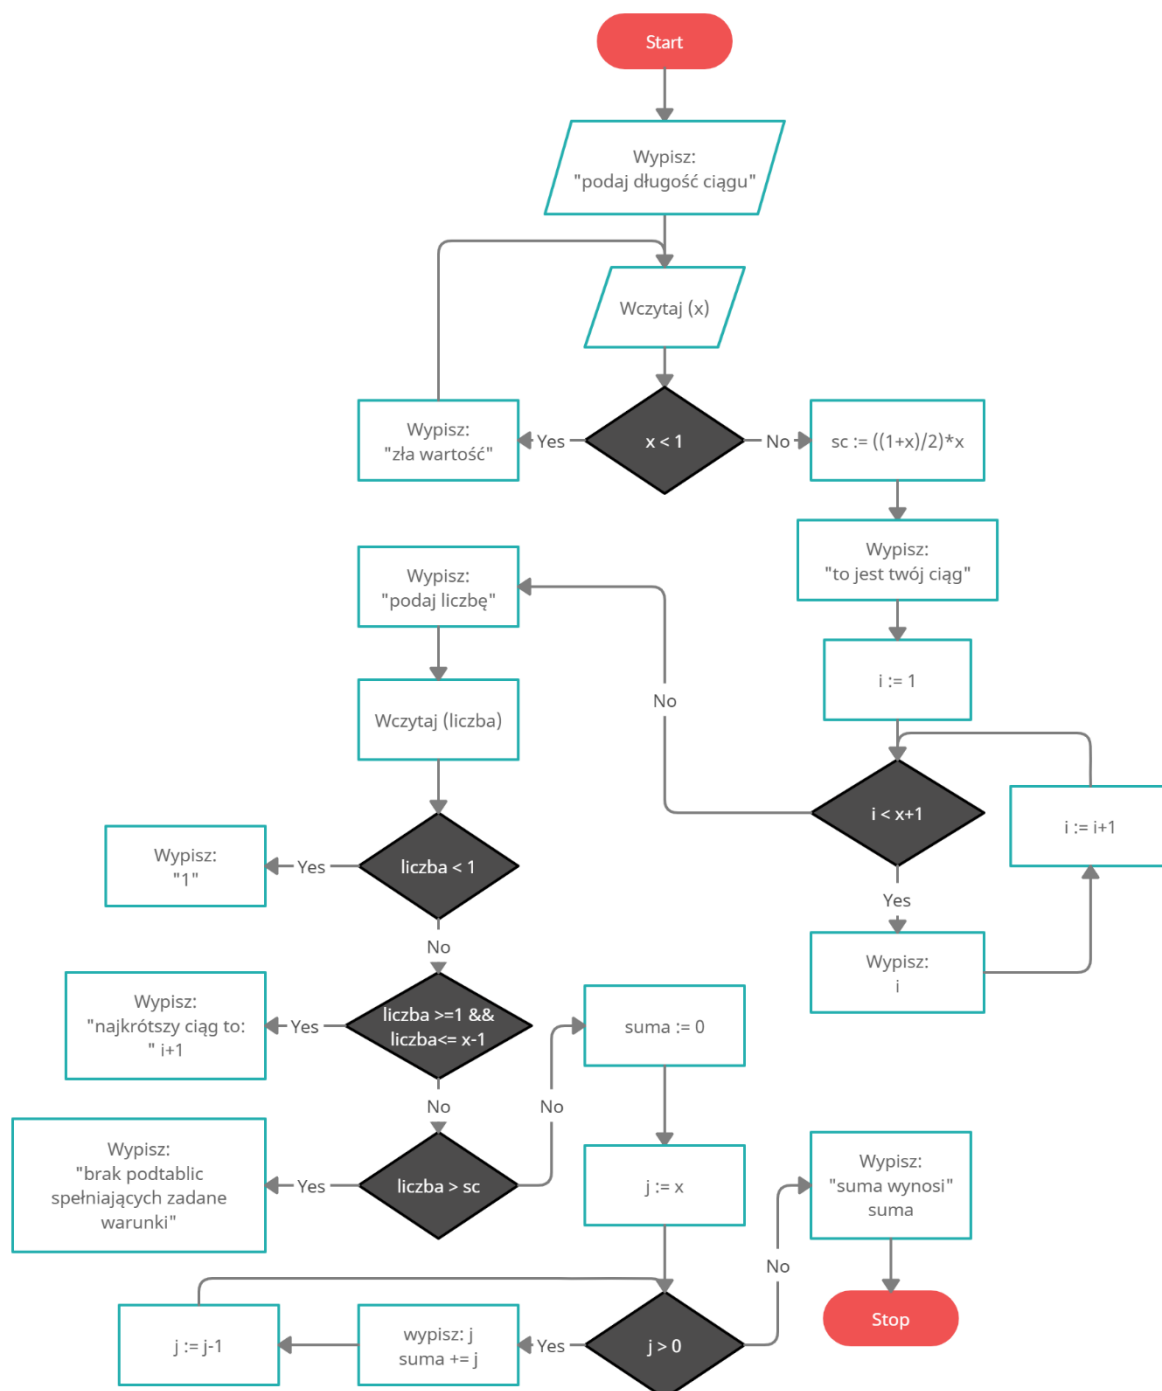 Start
Wypisz:
"podaj długość ciągu"
Wczytaj (x)
x < 1
Yes
No
Wypisz:
"zła wartość"
sc := ((1+x)/2)*x
Wypisz:
"to jest twój ciąg"
i := 1
i < x+1
No
Yes
i := i+1
Wypisz:
i
Wypisz:
"podaj liczbę"
Wczytaj (liczba)
liczba < 1
Yes
No
Wypisz:
"1"
liczba >=1 &&
liczba<= x-1
Yes
No
Wypisz:
"najkrótszy ciąg to:
" i+1
liczba > sc
Yes
No
Wypisz:
"brak podtablic
spełniających zadane
warunki"
suma := 0
j := x
j > 0
Yes
No
wypisz: j
suma += j
j := j-1
Wypisz:
"suma wynosi"
suma
Stop